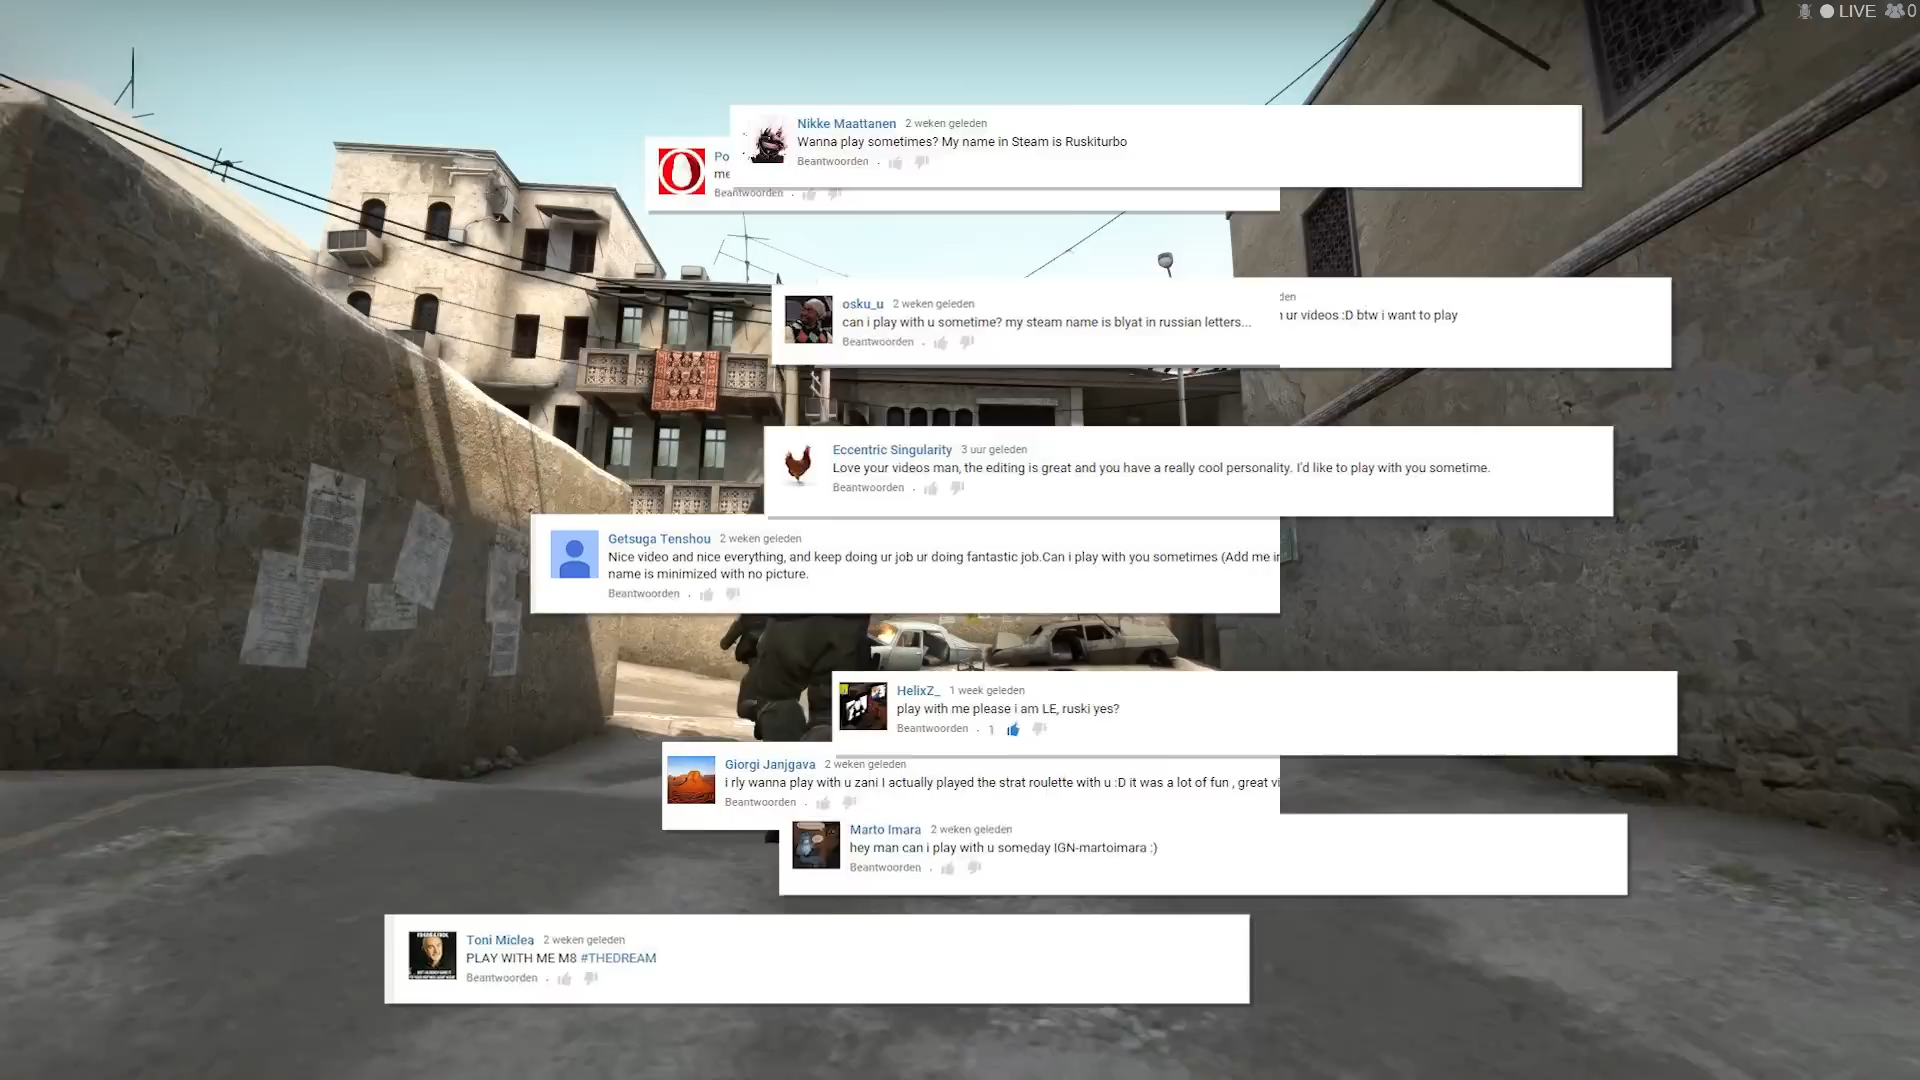 LIVE 0
Nikke Maattanen 2 weken geleden
Wanna play sometimes? My name in Steam is Ruskiturbo
Beantwoorden
Po
me
Beantwoorden
osku_u 2 weken geleden
can i play with u sometime? my steam name is blyat in russian letters...
Beantwoorden
den
ur videos :D btw i want to play
Eccentric Singularity 3 uur geleden
Love your videos man, the editing is great and you have a really cool personality. I'd like to play with you sometime.
Beantwoorden
Getsuga Tenshou 2 weken geleden
Nice video and nice everything, and keep doing ur job ur doing fantastic job.Can i play with you sometimes (Add me in
name is minimized with no picture.
Beantwoorden
HelixZ_ 1 week geleden
play with me please i am LE, ruski yes?
Beantwoorden 1
Giorgi Janjgava 2 weken geleden
i rly wanna play with u zani I actually played the strat roulette with u :D it was a lot of fun , great vi
Beantwoorden
Marto Imara 2 weken geleden
hey man can i play with u someday IGN-martoimara :)
Beantwoorden
Toni Miclea 2 weken geleden
PLAY WITH ME M8 #THEDREAM
Beantwoorden